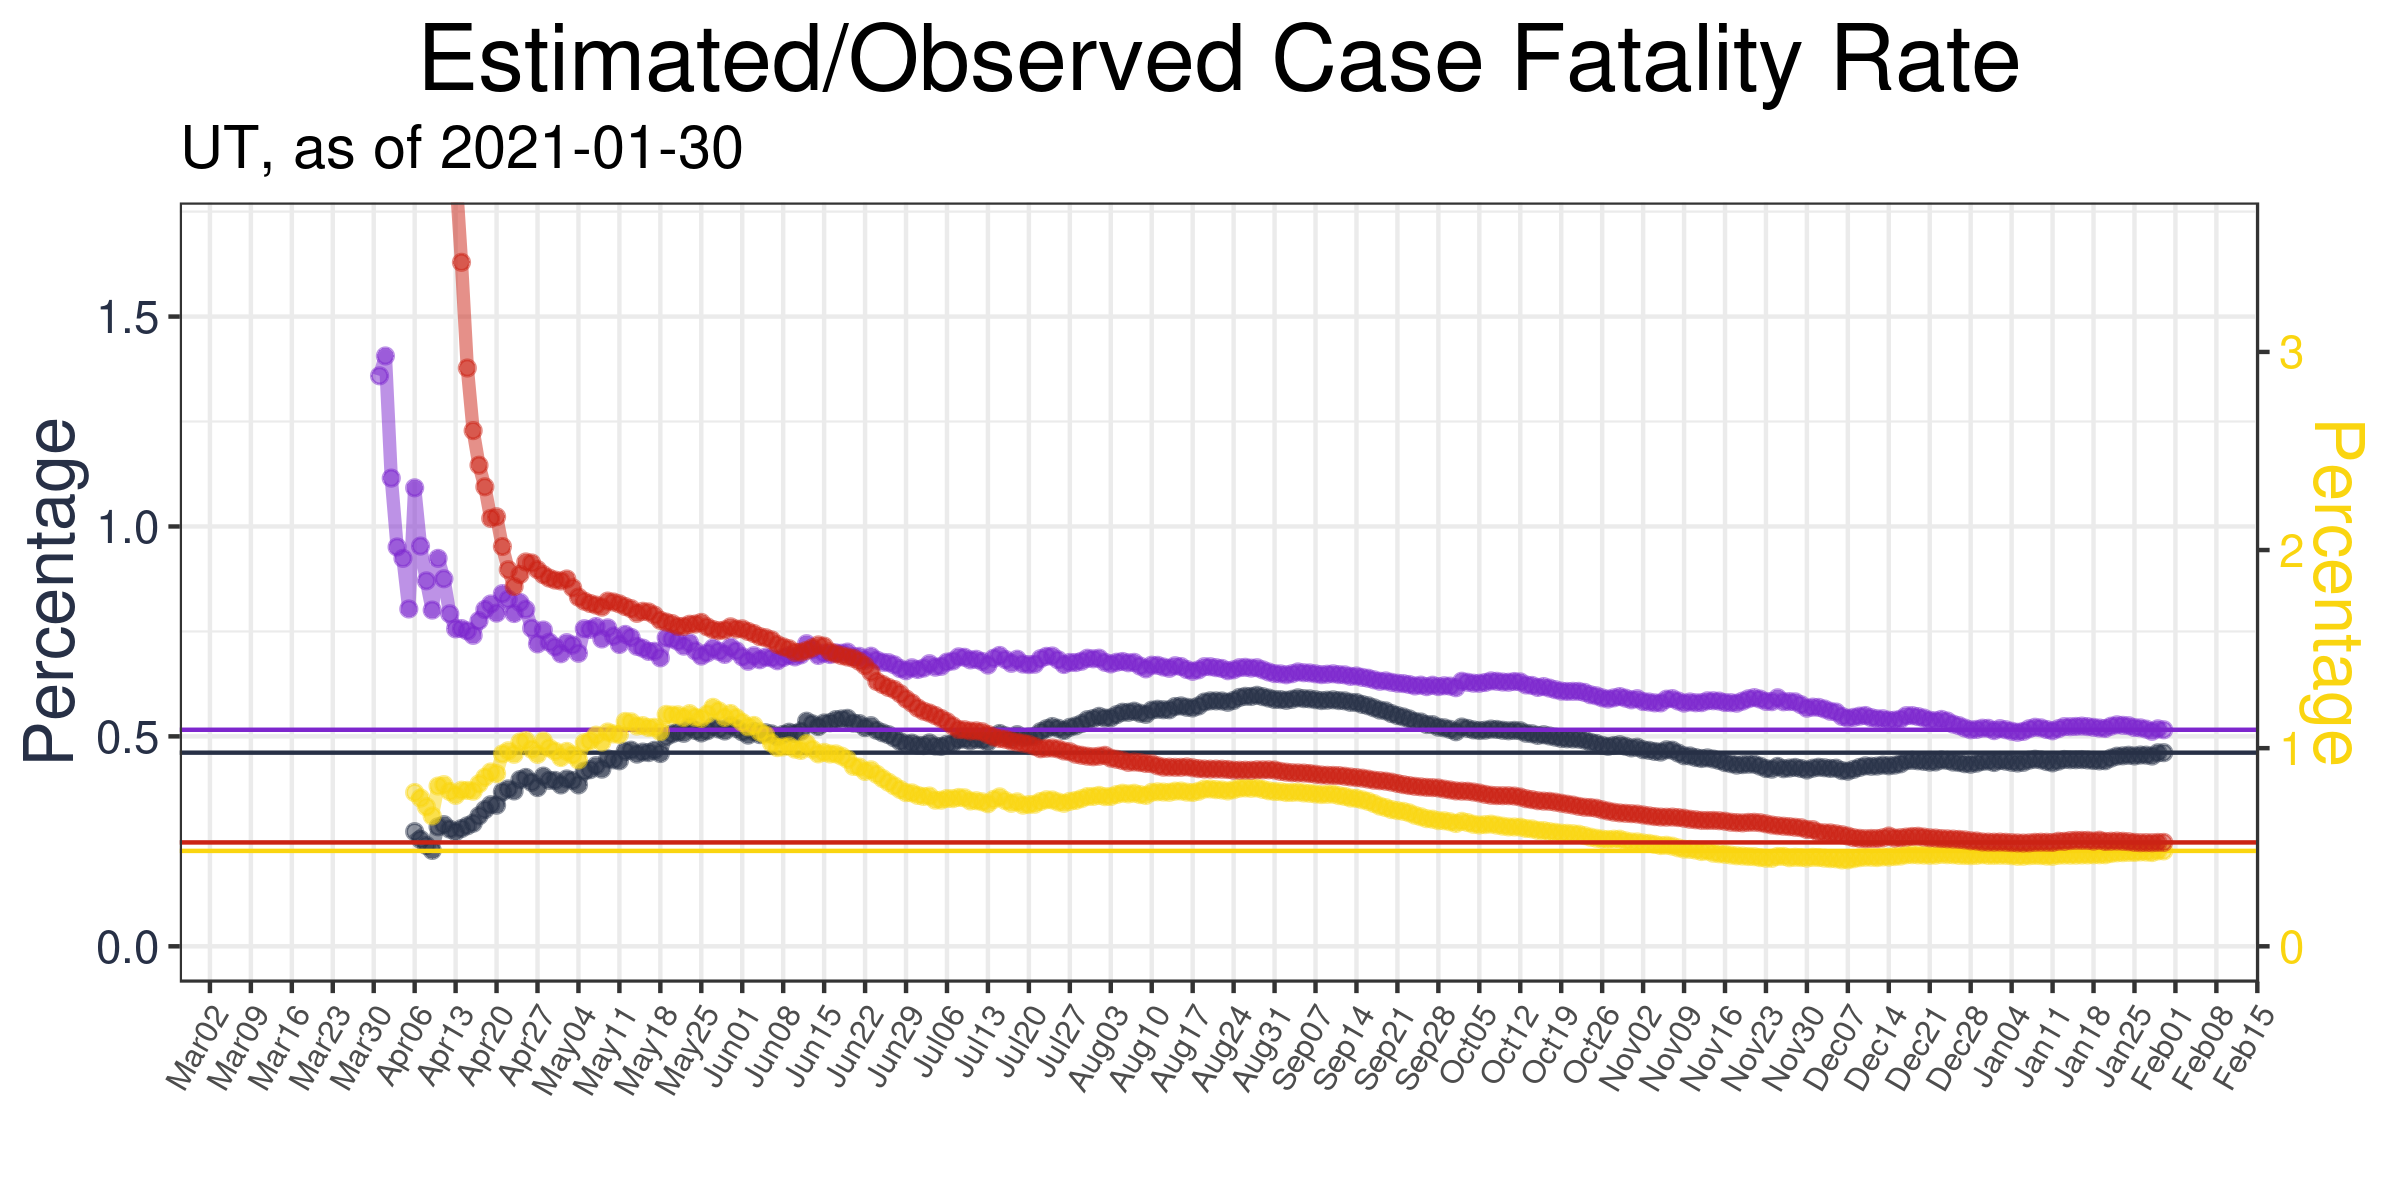 Estimated/Observed Case Fatality Rate
UT, as of 2021-01-30
Percentage
1.5
1.0
0.5
0.0
3
2
1
0
Percentage
Mar02
Mar09
Mar16
Mar23
Mar30
Apr06
Apr13
Apr20
Apr27
May04
May11
May18
May25
Jun01
Jun08
Jun15
Jun22
Jun29
Jul06
Jul13
Jul20
Jul27
Aug03
Aug10
Aug17
Aug24
Aug31
Sep07
Sep14
Sep21
Sep28
Oct05
Oct12
Oct19
Oct26
Nov02
Nov09
Nov16
Nov23
Nov30
Dec07
Dec14
Dec21
Dec28
Jan04
Jan11
Jan18
Jan25
Feb01
Feb08
Feb15